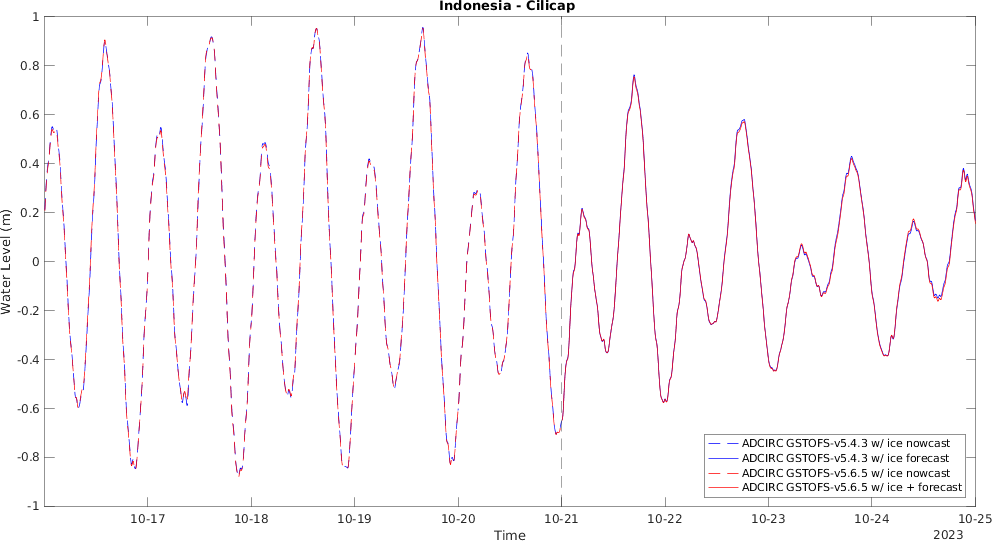 Indonesia - Cilicap
1
0.8
0.6
0.4
0.2
0
-0.2
-0.4
-0.6
-0.8
-1
Water Level (m)
ADCIRC GSTOFS-v5.4.3 w/ ice nowcast
ADCIRC GSTOFS-v5.4.3 w/ ice forecast
ADCIRC GSTOFS-v5.6.5 w/ ice nowcast
ADCIRC GSTOFS-v5.6.5 w/ ice + forecast
10-17 10-18 10-19 10-20 10-21 10-22 10-23 10-24 10-25
Time
2023